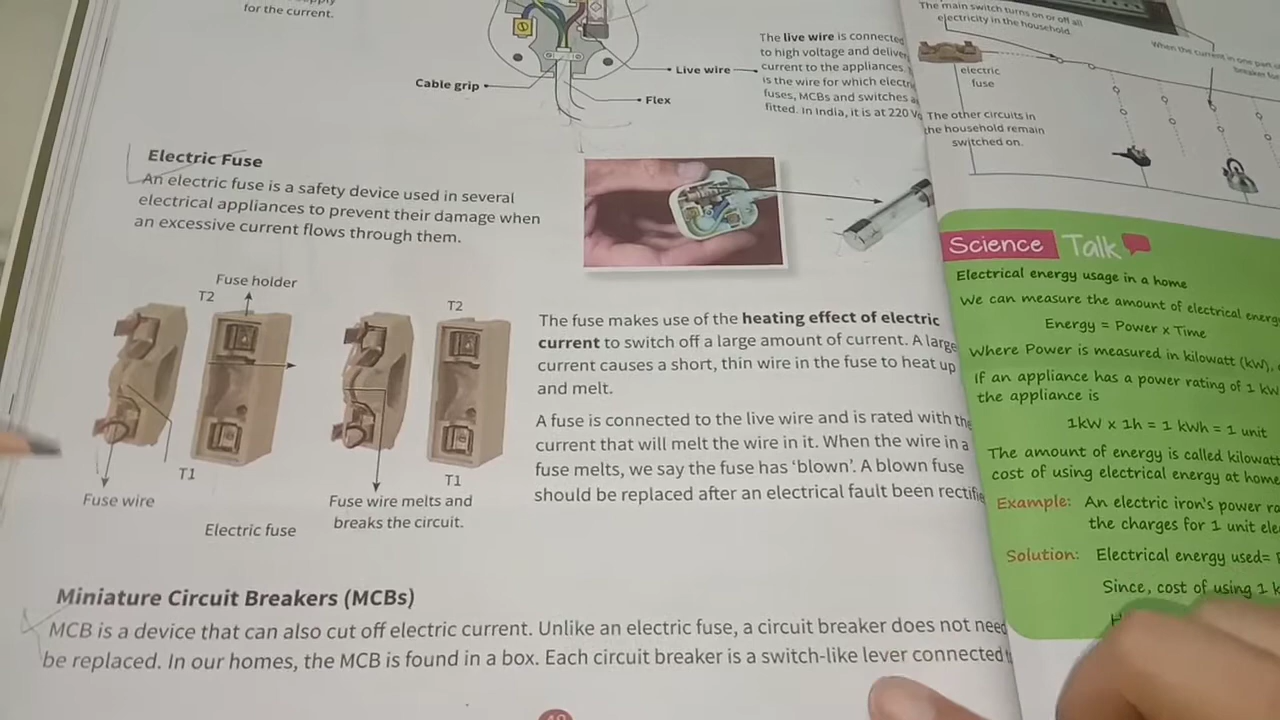 for the current.
Cable grip
Live wire
Flex
The live wire is connected
to high voltage and deliver
current to the appliances.
is the wire for which electri
fuses, MCBs and switches a
fitted. In India, it is at 220 V
Electric Fuse
An electric fuse is a safety device used in several
electrical appliances to prevent their damage when
an excessive current flows through them.
Fuse holder
T2
T1
Fuse wire
Electric fuse
T2
T1
Fuse wire melts and
breaks the circuit.
The fuse makes use of the heating effect of electric
current to switch off a large amount of current. A large
current causes a short, thin wire in the fuse to heat up
and melt.
A fuse is connected to the live wire and is rated with the
current that will melt the wire in it. When the wire in a
fuse melts, we say the fuse has ‘blown’. A blown fuse
should be replaced after an electrical fault been rectifie
Miniature Circuit Breakers (MCBs)
MCB is a device that can also cut off electric current. Unlike an electric fuse, a circuit breaker does not need
be replaced. In our homes, the MCB is found in a box. Each circuit breaker is a switch-like lever connected
The main switch turns on or off all
electricity in the household.
When the current in one part
electric
fuse
The other circuits in
the household remain
switched on.
Science Talk
Electrical energy usage in a home
We can measure the amount of electrical energ
Energy = Power x Time
Where Power is measured in kilowatt (kW),
If an appliance has a power rating of 1 kW
the appliance is
1kW x 1h = 1 kWh = 1 unit
The amount of energy is called kilowatt
cost of using electrical energy at home
Example: An electric iron's power ra
the charges for 1 unit ele
Solution: Electrical energy used=
Since, cost of using 1 k